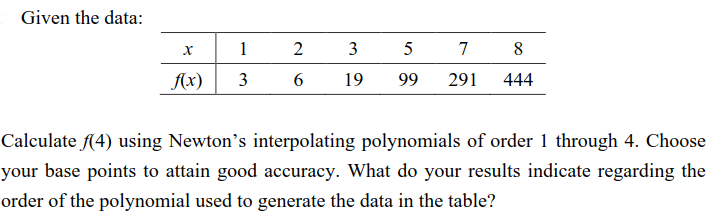 Given the data:
x 1 2 3 5 7 8
f(x) 3 6 19 99 291 444
Calculate f(4) using Newton’s interpolating polynomials of order 1 through 4. Choose
your base points to attain good accuracy. What do your results indicate regarding the
order of the polynomial used to generate the data in the table?